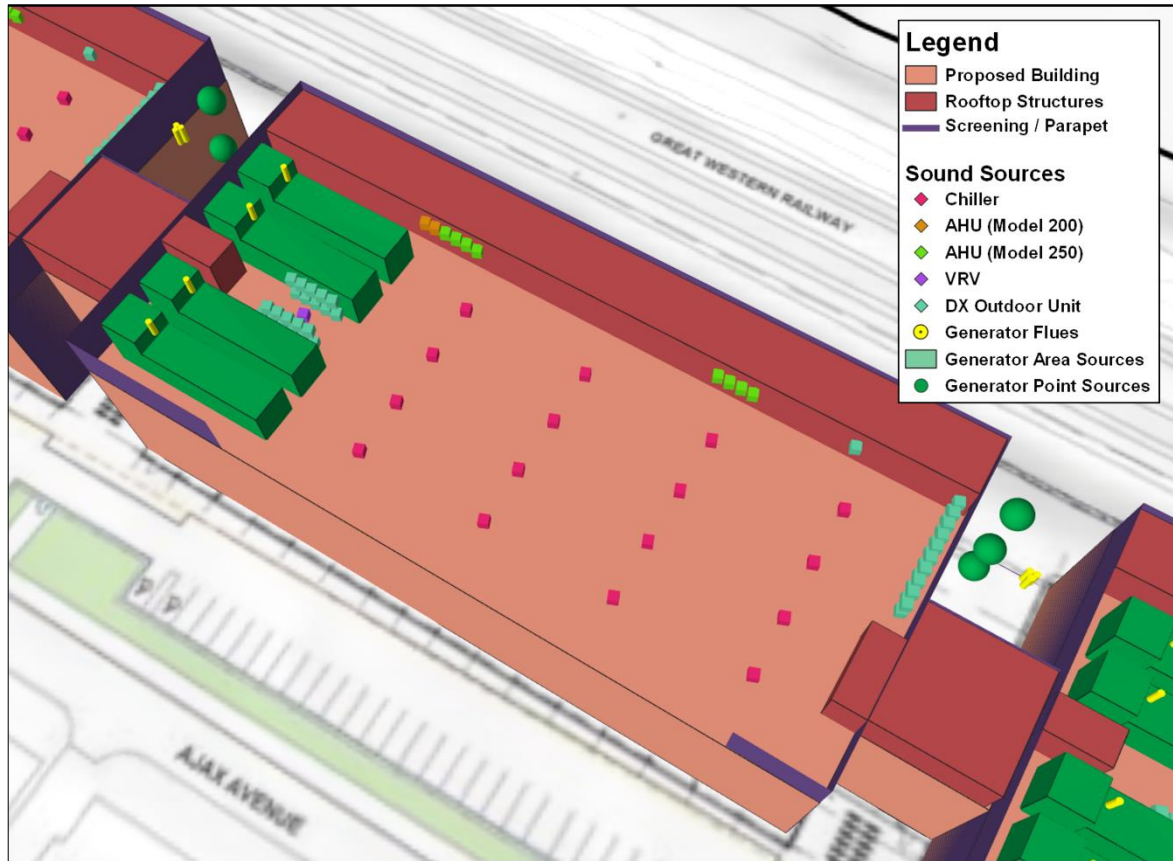 Legend
Proposed Building
Rooftop Structures
Screening / Parapet
Sound Sources
Chiller
AHU (Model 200)
AHU (Model 250)
VRV
DX Outdoor Unit
Generator Flues
Generator Area Sources
Generator Point Sources
GREAT WESTERN RAILWAY
AJAX AVENUE